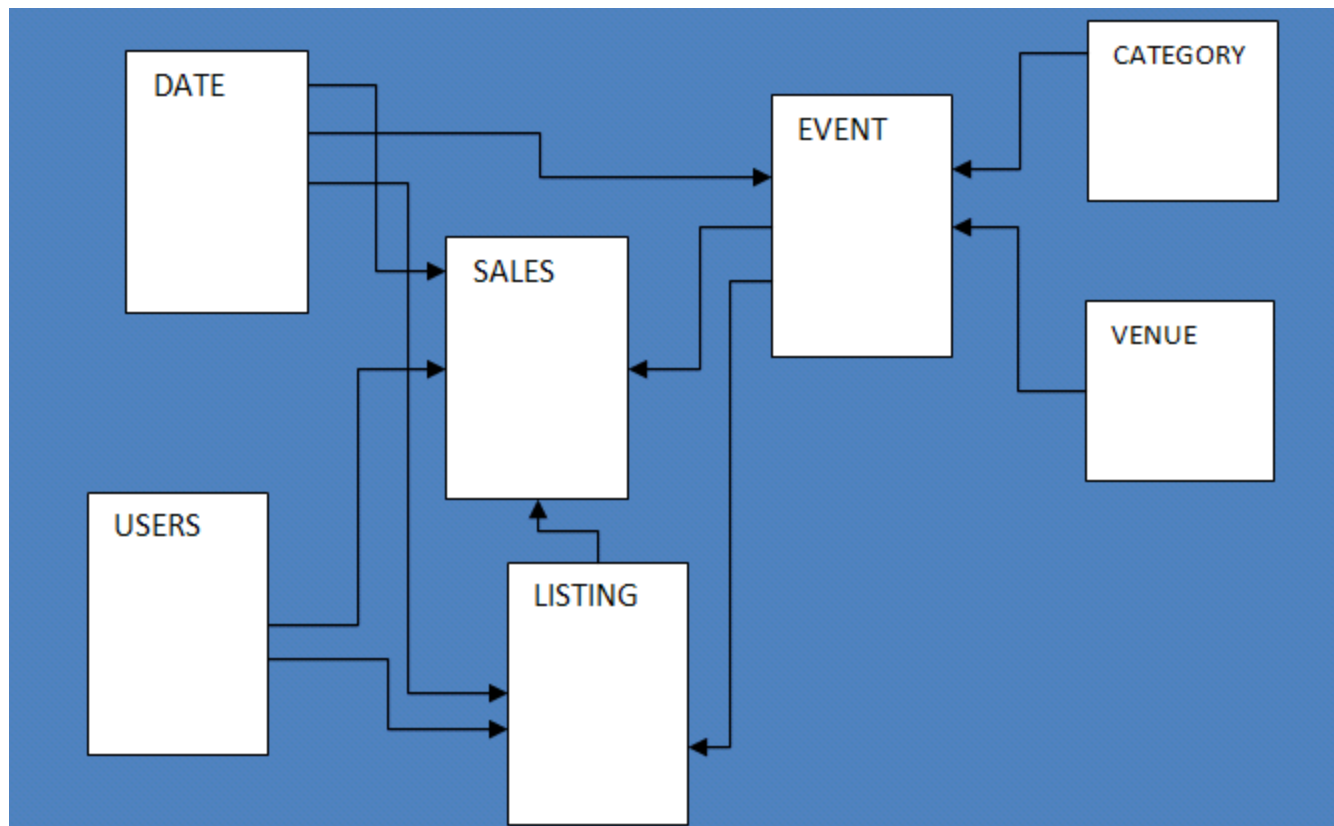 DATE
CATEGORY
EVENT
SALES
VENUE
USERS
LISTING